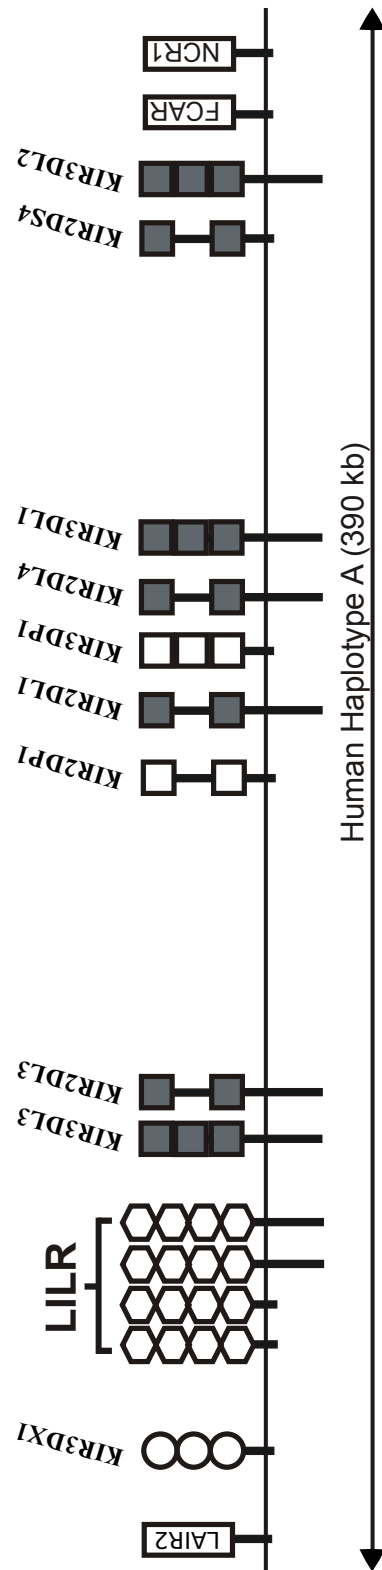 NCR1
FCAR
KIR3DL2
KIR2DS4
KIR3DL1
KIR2DL4
KIR3DP1
KIR2DL1
KIR2DP1
KIR2DL3
KIR3DL3
LILR
KIR3DX1
LAIR2
Human Haplotype A (390 kb)